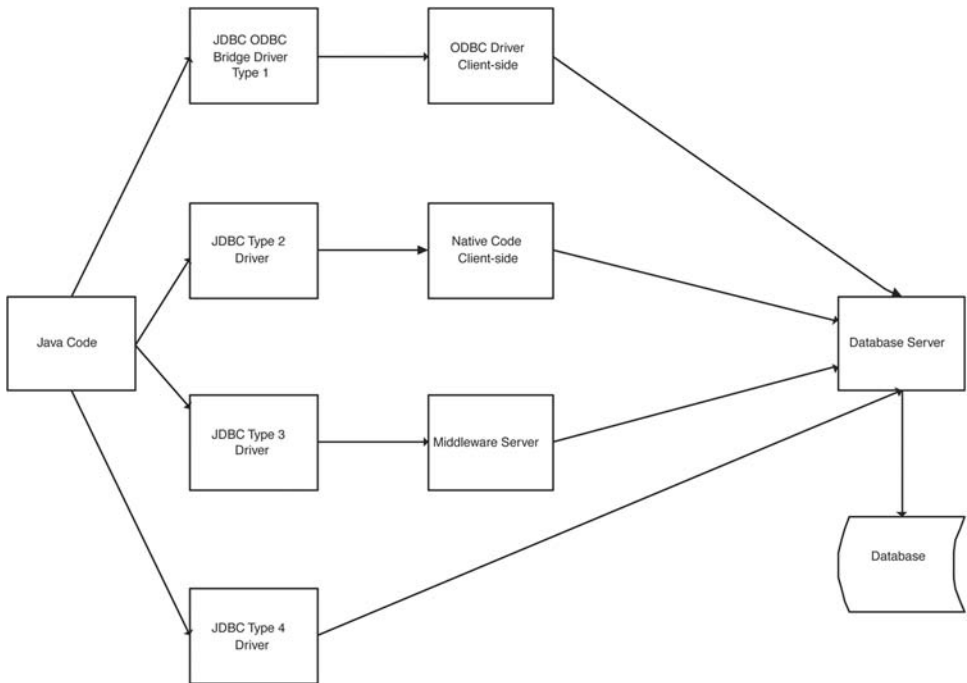 JDBC ODBC
Bridge Driver
Type 1
ODBC Driver
Client-side
JDBC Type 2
Driver
Native Code
Client-side
Java Code
Database Server
JDBC Type 3
Driver
Middleware Server
Database
JDBC Type 4
Driver